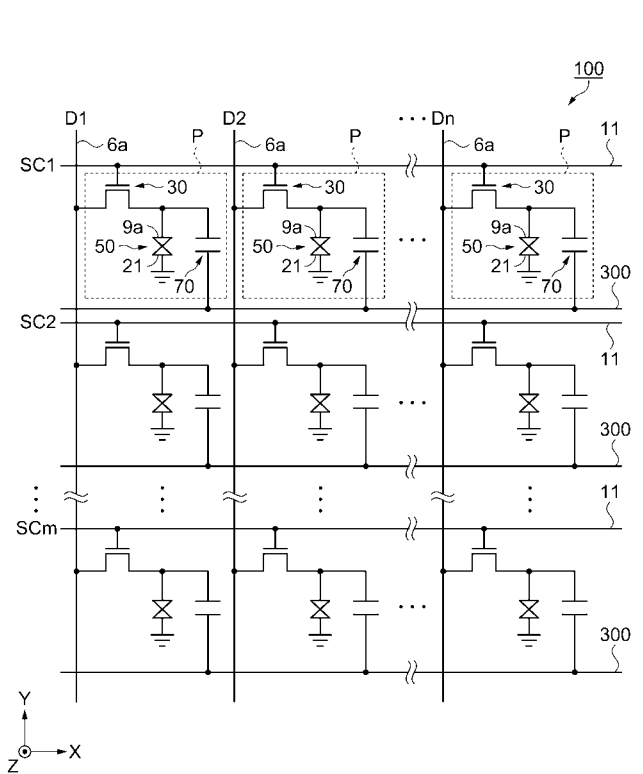 100
D1 D2 ... Dn
6a P 6a P 6a P 11
SC1
30 30 30
9a 9a 9a
50 50 ... 50
21 21 21
70 70 70 300
SC2
11
...
300
11
SCm
...
300
Y
X
Z